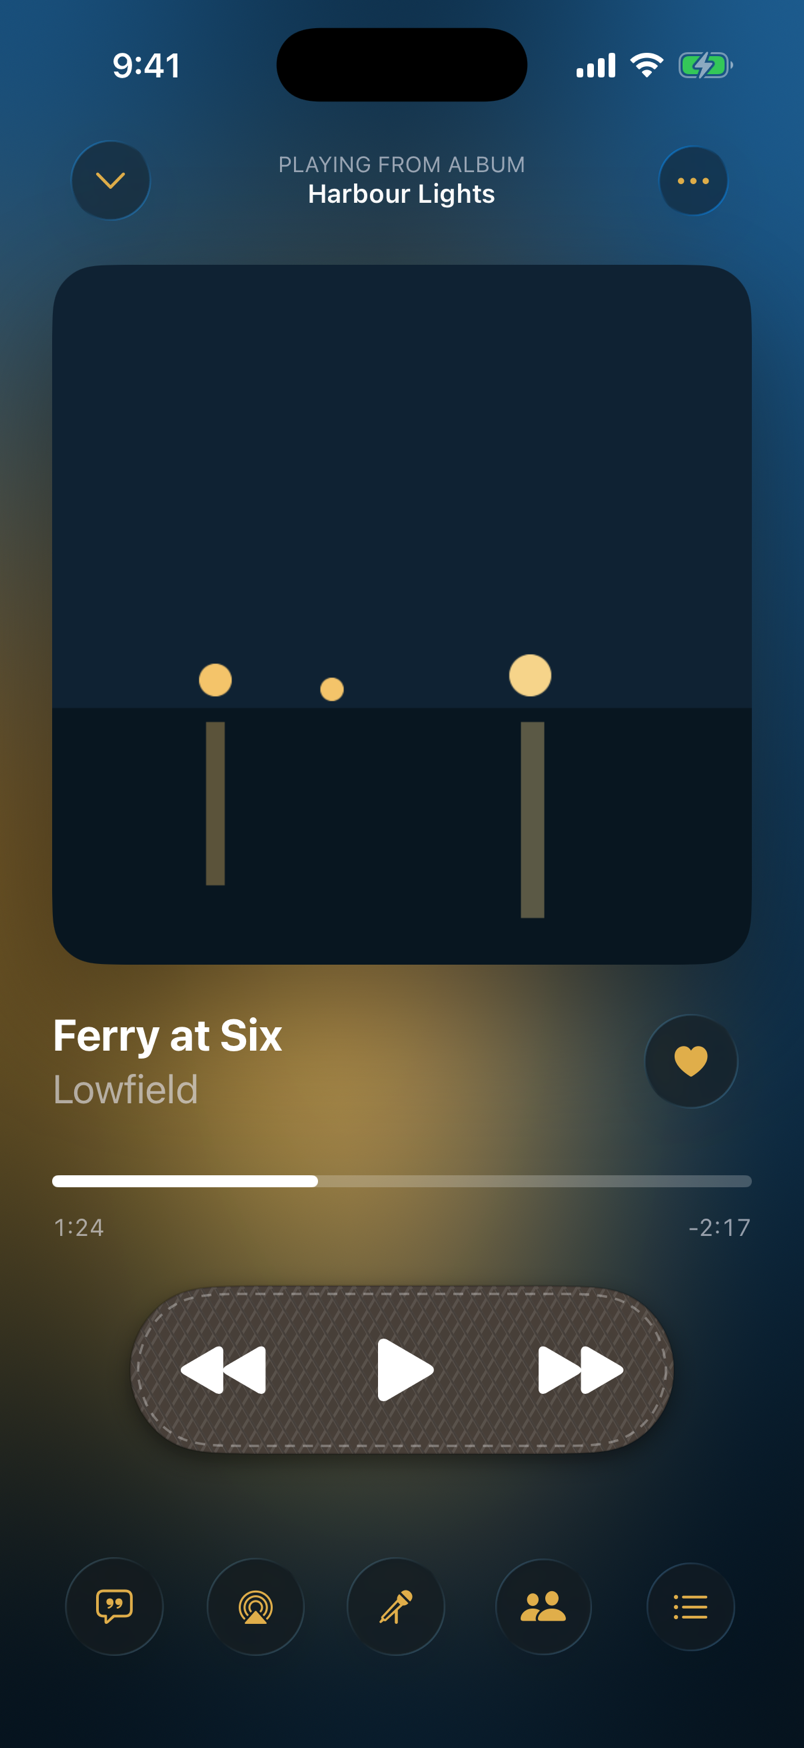 9:41
PLAYING FROM ALBUM
Harbour Lights
Ferry at Six
Lowfield
1:24
-2:17